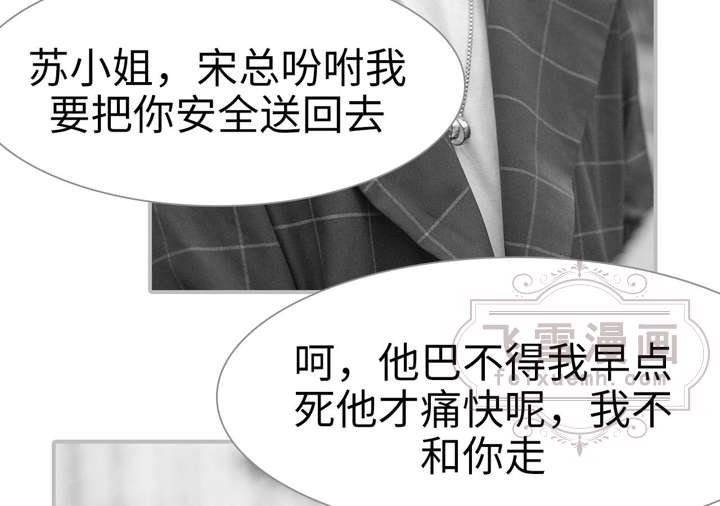 苏小姐，宋总吩咐我
要把你安全送回去
飞雪漫画
feixuemh.com
呵，他巴不得我早点
死他才痛快呢，我不
和你走